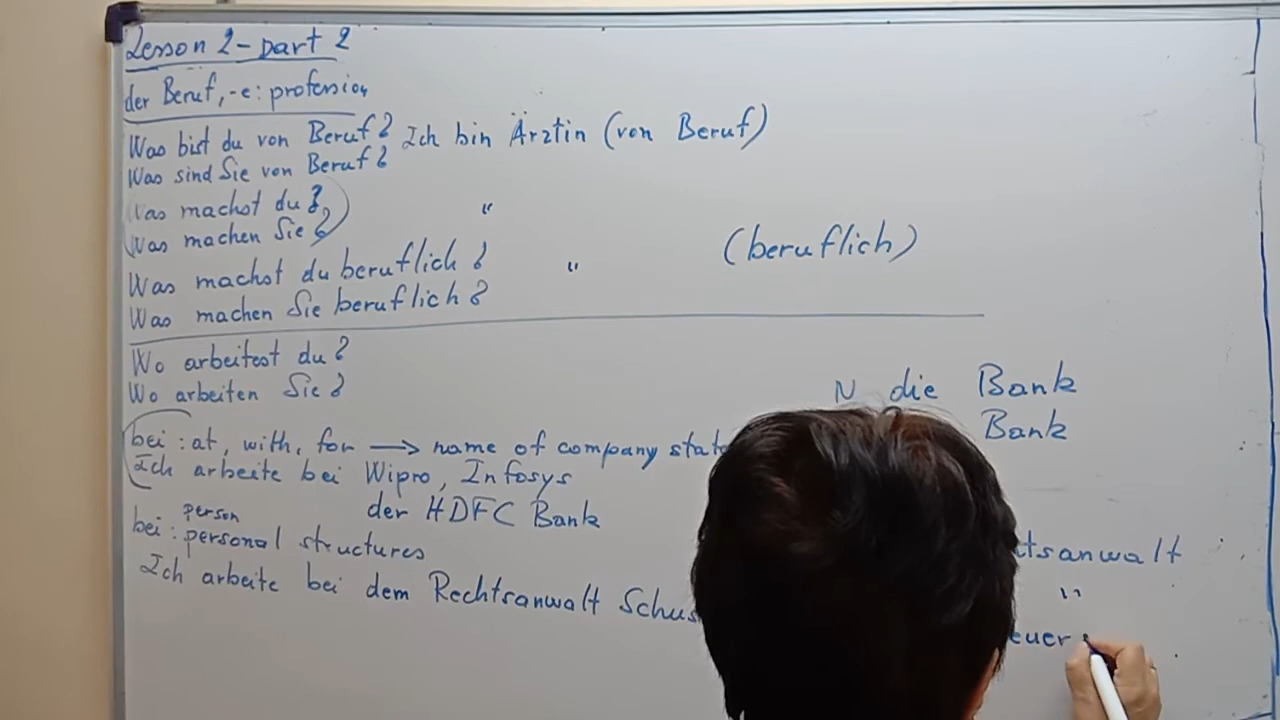 Lesson 2 - part 2
der Beruf, -e: profession
Was bist du von Beruf? Ich bin Ärztin (von Beruf)
Was sind Sie von Beruf?
Was machst du? "
Was machen Sie?
Was machst du beruflich? " (beruflich)
Was machen Sie beruflich?
Wo arbeitest du?
Wo arbeiten Sie?
N die Bank
Bank
bei: at, with, for → name of company
Ich arbeite bei Wipro, Infosys
der HDFC Bank
person
bei: personal structures
Ich arbeite bei dem Rechtsanwalt
tsanwalt
"
euer